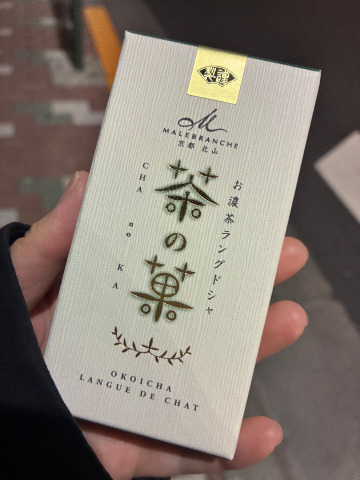 M
MALEBRANCHE
京都 北山
お濃茶ラングドシャ
茶の菓
CHA
no
KA
OKOICHA
LANGUE DE CHAT